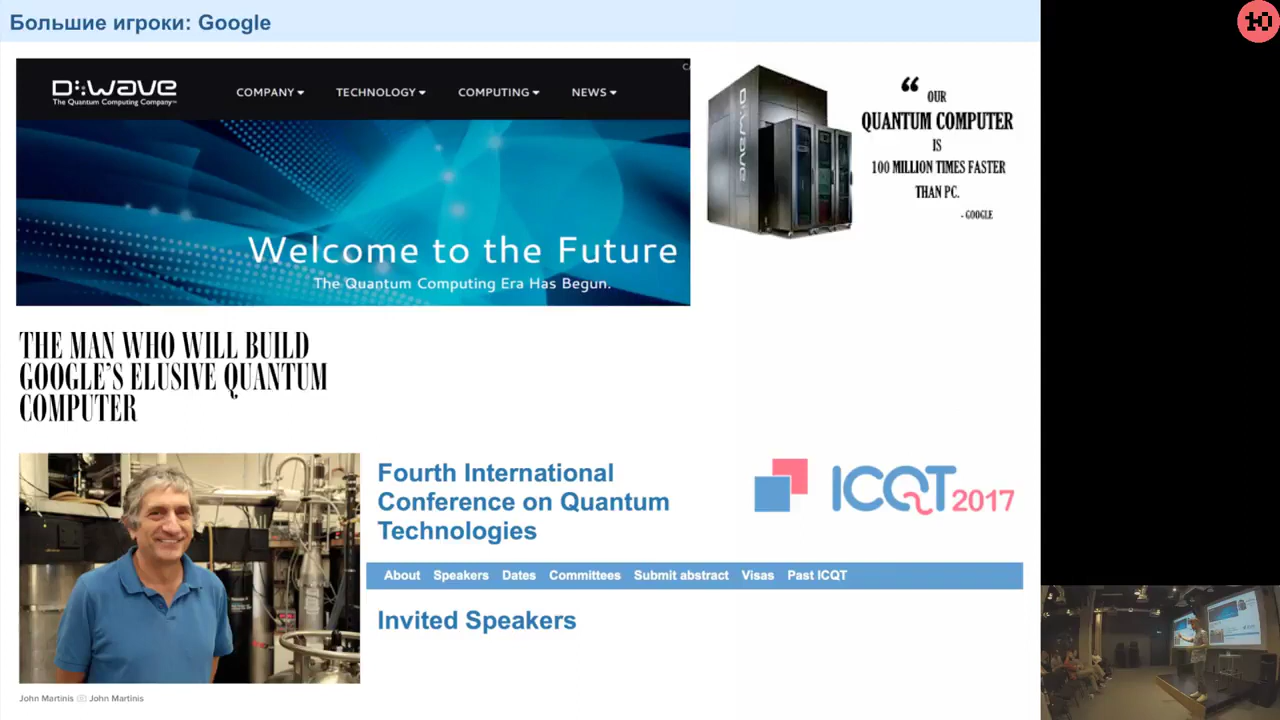 Большие игроки: Google
D:wave
The Quantum Computing Company™
COMPANY
TECHNOLOGY
COMPUTING
NEWS
Welcome to the Future
The Quantum Computing Era Has Begun.
D:wave
“ OUR
QUANTUM COMPUTER
IS
100 MILLION TIMES FASTER
THAN PC.
- GOOGLE
Ю
THE MAN WHO WILL BUILD
GOOGLE'S ELUSIVE QUANTUM
COMPUTER
John Martinis John Martinis
Fourth International
Conference on Quantum
Technologies
ICQT 2017
About Speakers Dates Committees Submit abstract Visas Past ICQT
Invited Speakers